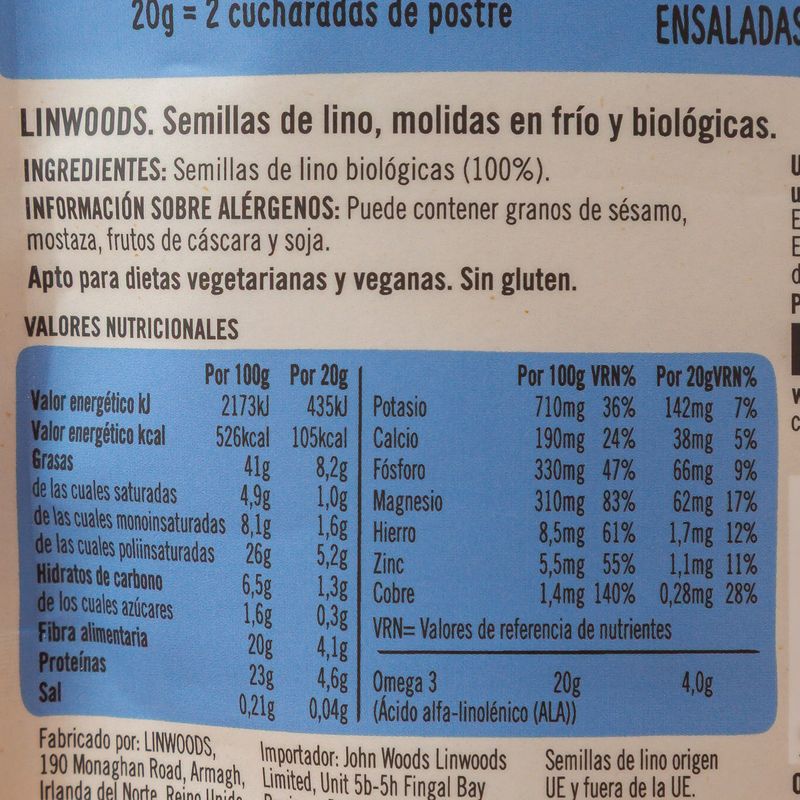 20g = 2 cucharadas de postre
ENSALADAS
LINWOODS. Semillas de lino, molidas en frío y biológicas.
INGREDIENTES: Semillas de lino biológicas (100%).
INFORMACIÓN SOBRE ALÉRGENOS: Puede contener granos de sésamo,
mostaza, frutos de cáscara y soja.
Apto para dietas vegetarianas y veganas. Sin gluten.
VALORES NUTRICIONALES
Por 100g Por 20g
Valor energético kJ 2173kJ 435kJ
Valor energético kcal 526kcal 105kcal
Grasas 41g 8,2g
de las cuales saturadas 4,9g 1,0g
de las cuales monoinsaturadas 8,1g 1,6g
de las cuales poliinsaturadas 26g 5,2g
Hidratos de carbono 6,5g 1,3g
de los cuales azúcares 1,6g 0,3g
Fibra alimentaria 20g 4,1g
Proteínas 23g 4,6g
Sal 0,21g 0,04g
Por 100g VRN% Por 20gVRN%
Potasio 710mg 36% 142mg 7%
Calcio 190mg 24% 38mg 5%
Fósforo 330mg 47% 66mg 9%
Magnesio 310mg 83% 62mg 17%
Hierro 8,5mg 61% 1,7mg 12%
Zinc 5,5mg 55% 1,1mg 11%
Cobre 1,4mg 140% 0,28mg 28%
VRN= Valores de referencia de nutrientes
Omega 3 20g 4,0g
(Ácido alfa-linolénico (ALA))
Fabricado por: LINWOODS,
190 Monaghan Road, Armagh,
Irlanda del Norte, Reino Unido
Importador: John Woods Linwoods
Limited, Unit 5b-5h Fingal Bay
Semillas de lino origen
UE y fuera de la UE.